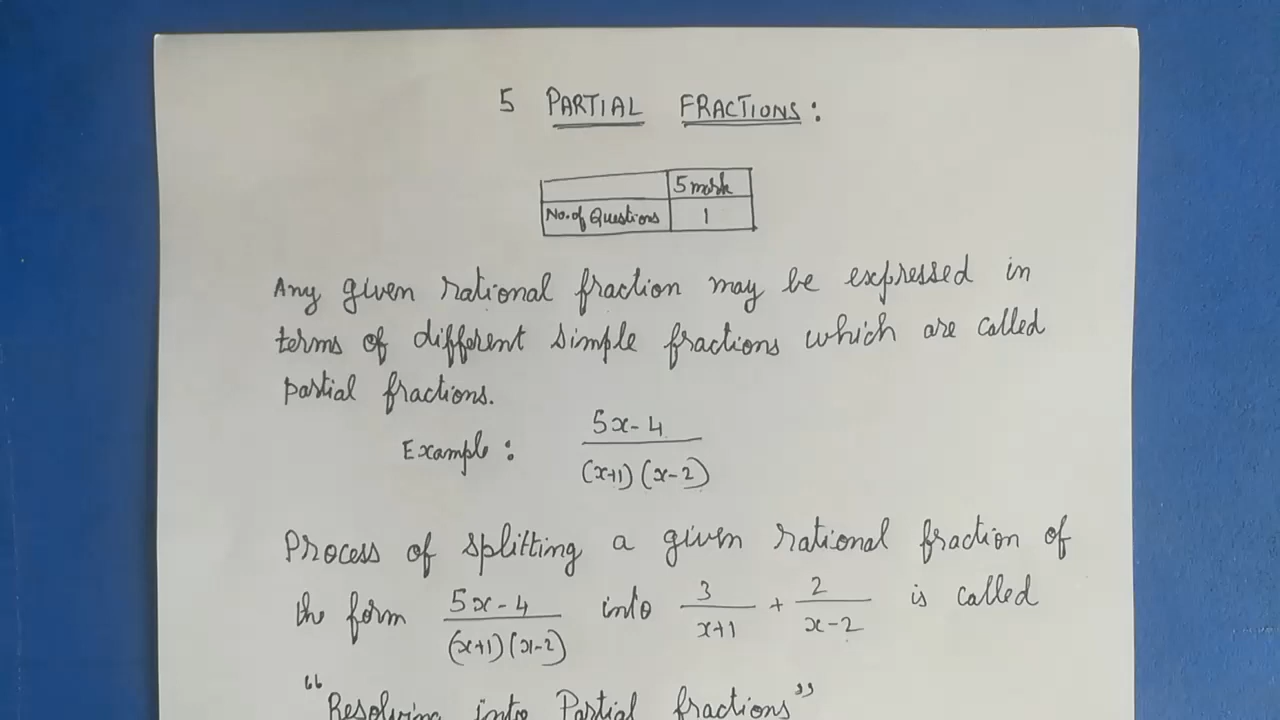 5 PARTIAL FRACTIONS:
5 mark
No. of Questions 1
Any given rational fraction may be expressed in
terms of different simple fractions which are called
partial fractions.
Example: (5x-4)/((x+1)(x-2))
Process of splitting a given rational fraction of
the form (5x-4)/((x+1)(x-2)) into 3/(x+1) + 2/(x-2) is called
"Resolving into Partial fractions"